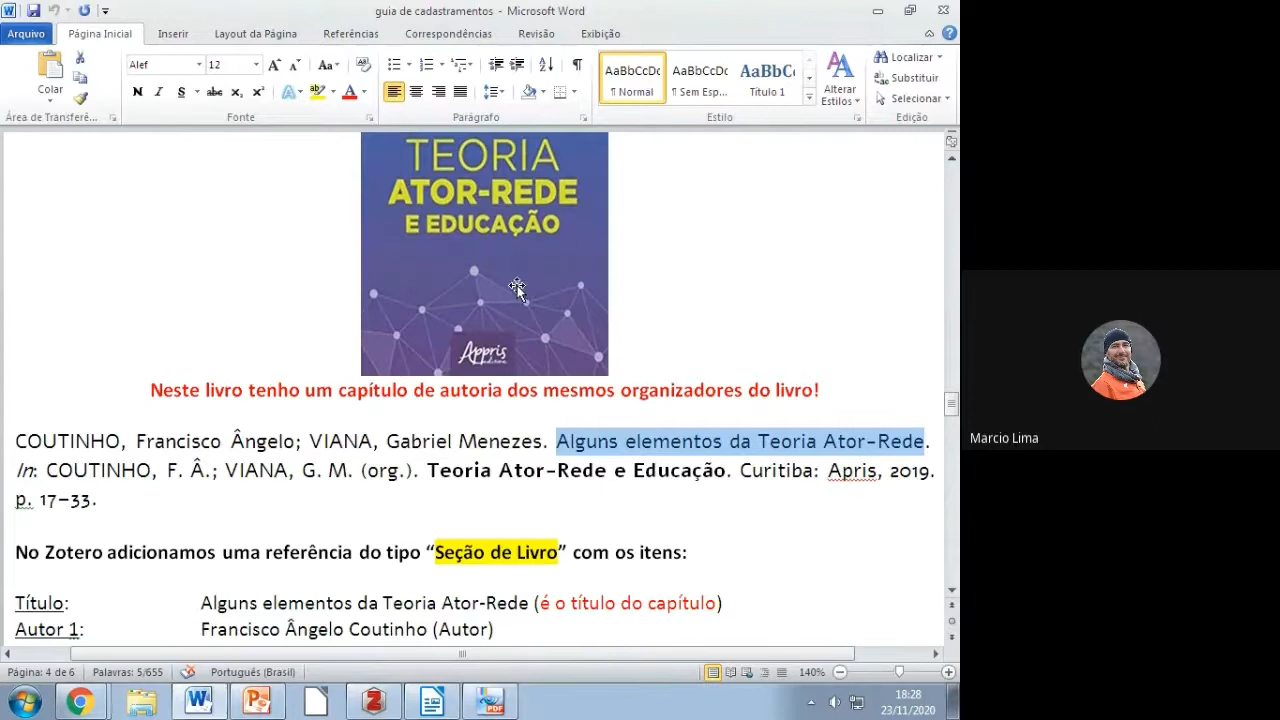 guia de cadastramentos - Microsoft Word
Arquivo Página Inicial Inserir Layout da Página Referências Correspondências Revisão Exibição
Colar
Alef 12
AaBbCcDc AaBbCcDc AaBbC
¶ Normal ¶ Sem Esp... Título 1
Alterar Estilos
Localizar
Substituir
Selecionar
Área de Transferê... Fonte Parágrafo Estilo Edição
TEORIA
ATOR-REDE
E EDUCAÇÃO
Appris
editora
Neste livro tenho um capítulo de autoria dos mesmos organizadores do livro!
COUTINHO, Francisco Ângelo; VIANA, Gabriel Menezes. Alguns elementos da Teoria Ator-Rede.
In: COUTINHO, F. Â.; VIANA, G. M. (org.). Teoria Ator-Rede e Educação. Curitiba: Apris, 2019.
p. 17-33.
No Zotero adicionamos uma referência do tipo “Seção de Livro” com os itens:
Título: Alguns elementos da Teoria Ator-Rede (é o título do capítulo)
Autor 1: Francisco Ângelo Coutinho (Autor)
Marcio Lima
Página: 4 de 6 Palavras: 5/655 Português (Brasil) 140%
18:28
23/11/2020